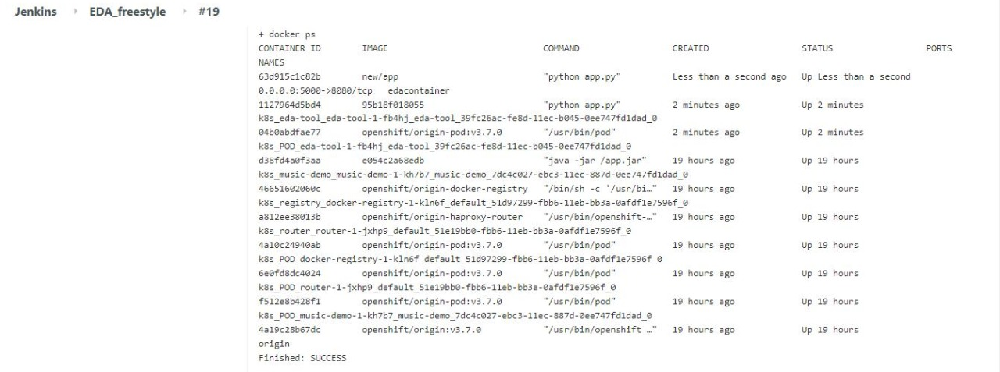 Jenkins EDA_freestyle #19
+ docker ps
CONTAINER ID IMAGE COMMAND CREATED STATUS PORTS
NAMES
63d915c1c82b new/app "python app.py" Less than a second ago Up Less than a second
0.0.0.0:5000->8080/tcp edacontainer
1127964d5bd4 95b18f018055 "python app.py" 2 minutes ago Up 2 minutes
k8s_eda-tool_eda-tool-1-fb4hj_eda-tool_39fc26ac-fe8d-11ec-b045-0ee747fd1dad_0
04b0abdfae77 openshift/origin-pod:v3.7.0 "/usr/bin/pod" 2 minutes ago Up 2 minutes
k8s_POD_eda-tool-1-fb4hj_eda-tool_39fc26ac-fe8d-11ec-b045-0ee747fd1dad_0
d38fd4a0f3aa e054c2a68edb "java -jar /app.jar" 19 hours ago Up 19 hours
k8s_music-demo_music-demo-1-kh7b7_music-demo_7dc4c027-ebc3-11ec-887d-0ee747fd1dad_0
46651602060c openshift/origin-docker-registry "/bin/sh -c '/usr/bi…" 19 hours ago Up 19 hours
k8s_registry_docker-registry-1-kln6f_default_51d97299-fbb6-11eb-bb3a-0afdf1e7596f_0
a812ee38013b openshift/origin-haproxy-router "/usr/bin/openshift-…" 19 hours ago Up 19 hours
k8s_router_router-1-jxhp9_default_51e19bb0-fbb6-11eb-bb3a-0afdf1e7596f_0
4a10c24940ab openshift/origin-pod:v3.7.0 "/usr/bin/pod" 19 hours ago Up 19 hours
k8s_POD_docker-registry-1-kln6f_default_51d97299-fbb6-11eb-bb3a-0afdf1e7596f_0
6e0fd8dc4024 openshift/origin-pod:v3.7.0 "/usr/bin/pod" 19 hours ago Up 19 hours
k8s_POD_router-1-jxhp9_default_51e19bb0-fbb6-11eb-bb3a-0afdf1e7596f_0
f512e8b428f1 openshift/origin-pod:v3.7.0 "/usr/bin/pod" 19 hours ago Up 19 hours
k8s_POD_music-demo-1-kh7b7_music-demo_7dc4c027-ebc3-11ec-887d-0ee747fd1dad_0
4a19c28b67dc openshift/origin:v3.7.0 "/usr/bin/openshift …" 19 hours ago Up 19 hours
origin
Finished: SUCCESS